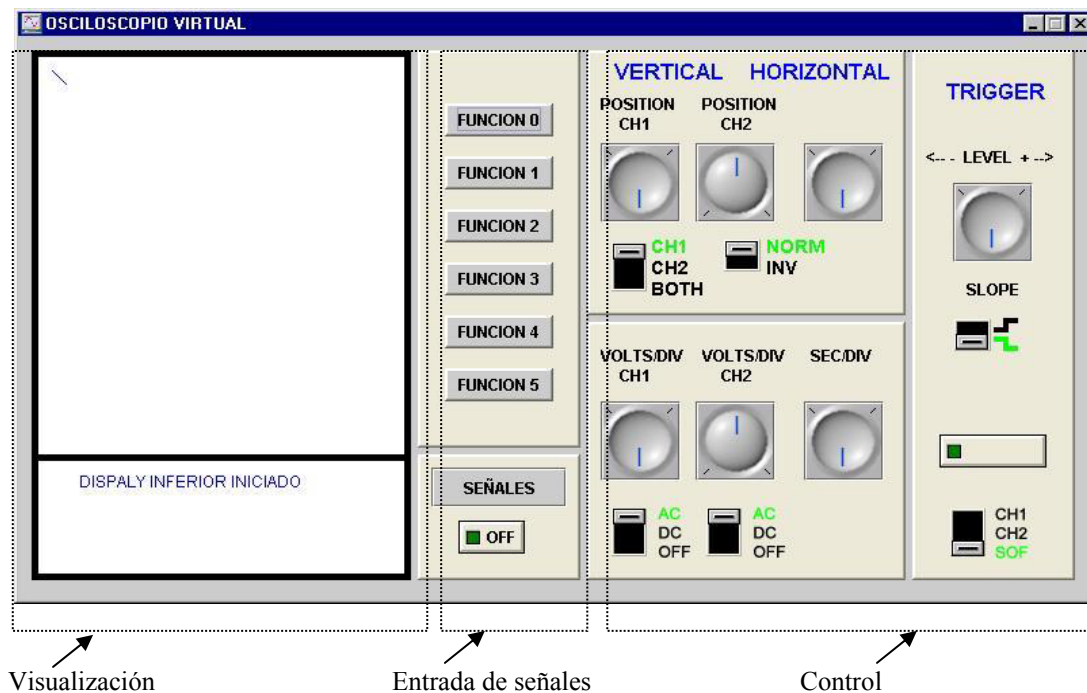 OSCILOSCOPIO VIRTUAL
DISPALY INFERIOR INICIADO
FUNCION 0
FUNCION 1
FUNCION 2
FUNCION 3
FUNCION 4
FUNCION 5
SEÑALES
OFF
VERTICAL HORIZONTAL
POSITION CH1
POSITION CH2
CH1
CH2
BOTH
NORM
INV
VOLTS/DIV CH1
VOLTS/DIV CH2
SEC/DIV
AC
DC
OFF
AC
DC
OFF
TRIGGER
<-- - LEVEL + -->
SLOPE
CH1
CH2
SOF
Visualización
Entrada de señales
Control